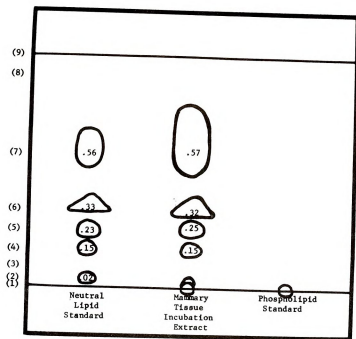 (9)
(8)
(7) .56 .57
(6) .33 .32
(5) .23 .25
(4) .15 .15
(3)
(2) .02
(1)
Neutral Mammary Phospholipid
Lipid Tissue Standard
Standard Incubation
Extract